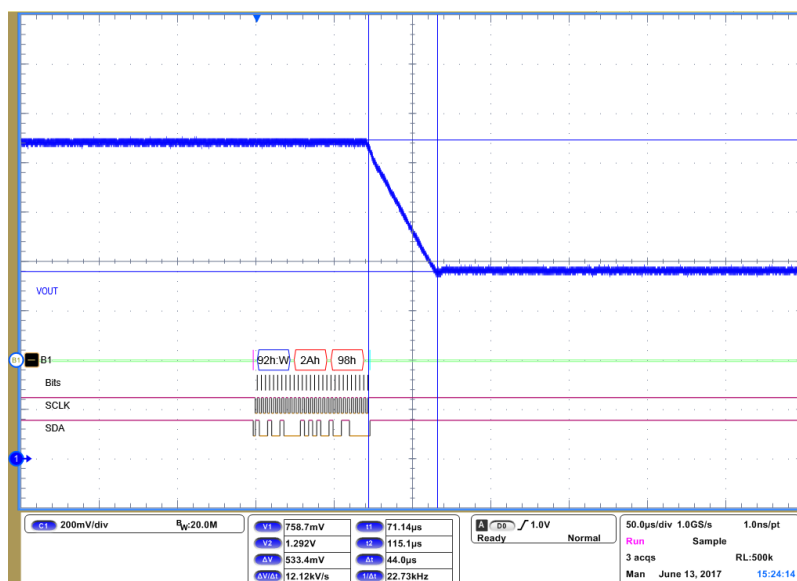 VOUT
B1 B1
92h:W 2Ah 98h
Bits
SCLK
SDA
1
C1 200mV/div BW:20.0M
V1 758.7mV t1 71.14µs
V2 1.292V t2 115.1µs
ΔV 533.4mV Δt 44.0µs
ΔV/Δt 12.12kV/s 1/Δt 22.73kHz
A D0 1.0V
Ready Normal
50.0µs/div 1.0GS/s 1.0ns/pt
Run Sample
3 acqs RL:500k
Man June 13, 2017 15:24:14